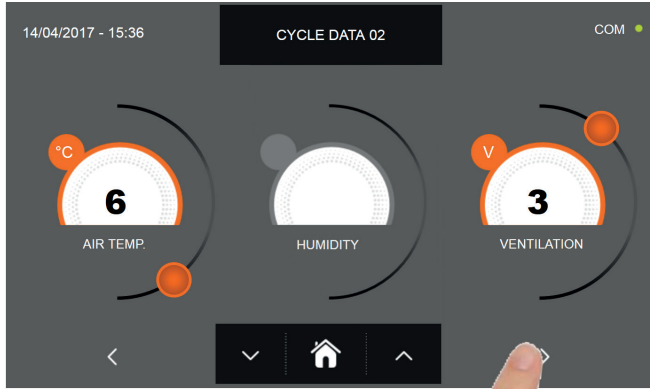 14/04/2017 - 15:36
CYCLE DATA 02
COM
°C
V
6
3
AIR TEMP.
HUMIDITY
VENTILATION